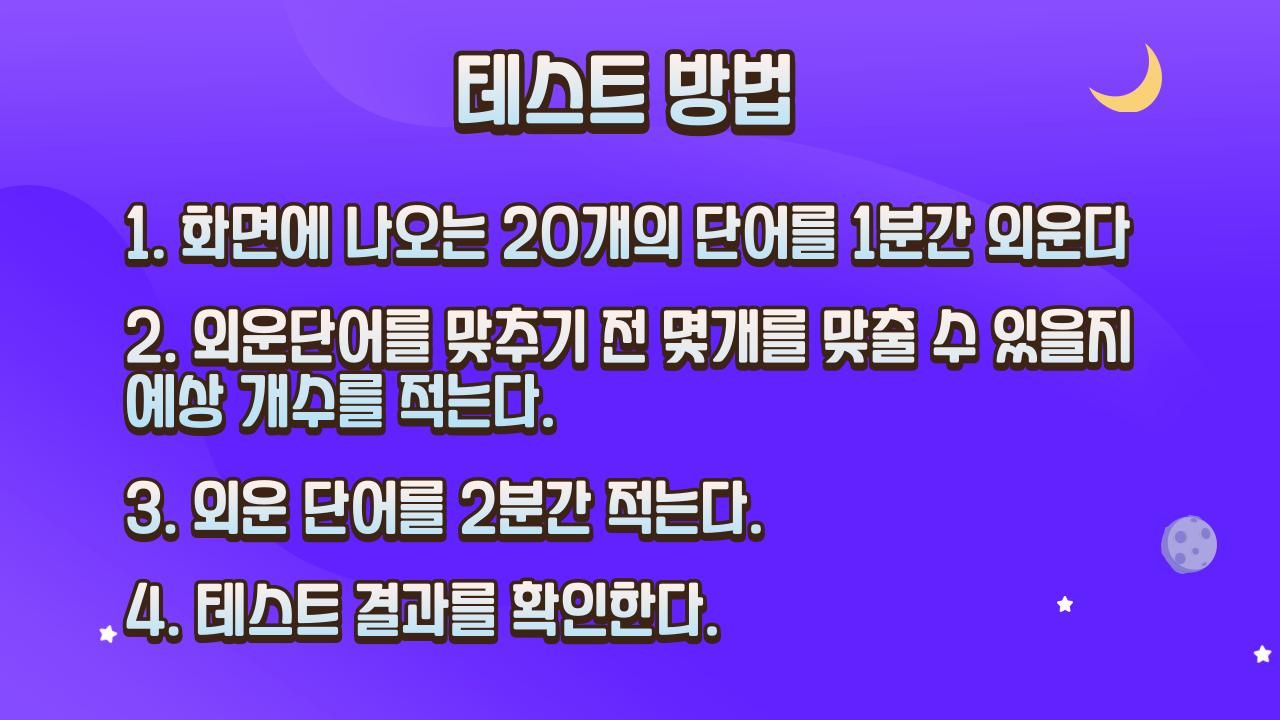 테스트 방법
1. 화면에 나오는 20개의 단어를 1분간 외운다
2. 외운단어를 맞추기 전 몇개를 맞출 수 있을지
예상 개수를 적는다.
3. 외운 단어를 2분간 적는다.
4. 테스트 결과를 확인한다.